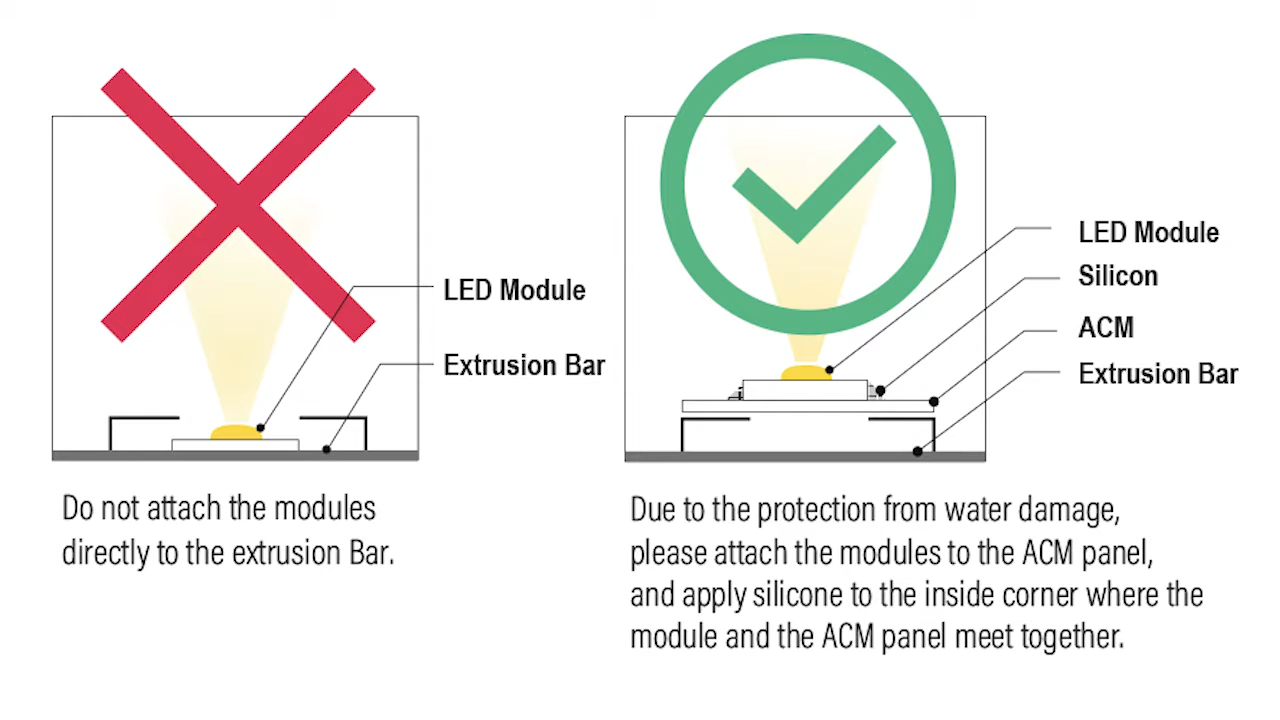 LED Module
Extrusion Bar
Do not attach the modules
directly to the extrusion Bar.
LED Module
Silicon
ACM
Extrusion Bar
Due to the protection from water damage,
please attach the modules to the ACM panel,
and apply silicone to the inside corner where the
module and the ACM panel meet together.